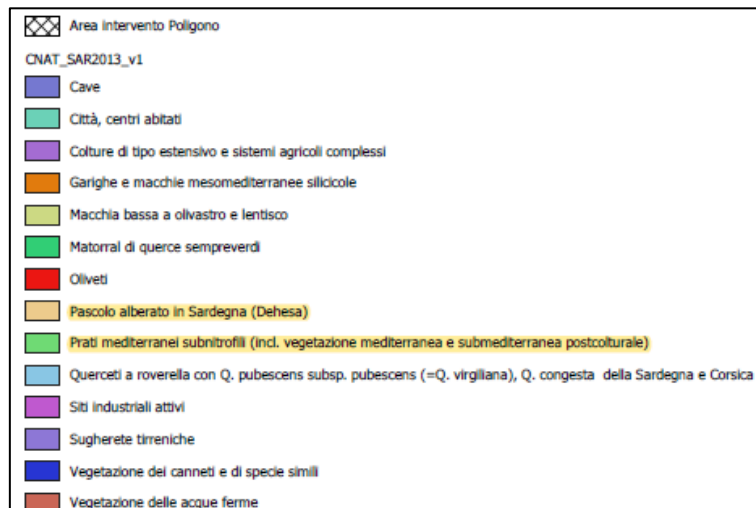 Area intervento Poligono
CNAT_SAR2013_v1
Cave
Città, centri abitati
Colture di tipo estensivo e sistemi agricoli complessi
Garighe e macchie mesomediterranee silicicole
Macchia bassa a olivastro e lentisco
Matorral di querce sempreverdi
Oliveti
Pascolo alberato in Sardegna (Dehesa)
Prati mediterranei subnitrofili (incl. vegetazione mediterranea e submediterranea postcolturale)
Querceti a roverella con Q. pubescens subsp. pubescens (=Q. virgiliana), Q. congesta della Sardegna e Corsica
Siti industriali attivi
Sugherete tirreniche
Vegetazione dei canneti e di specie simili
Vegetazione delle acque ferme